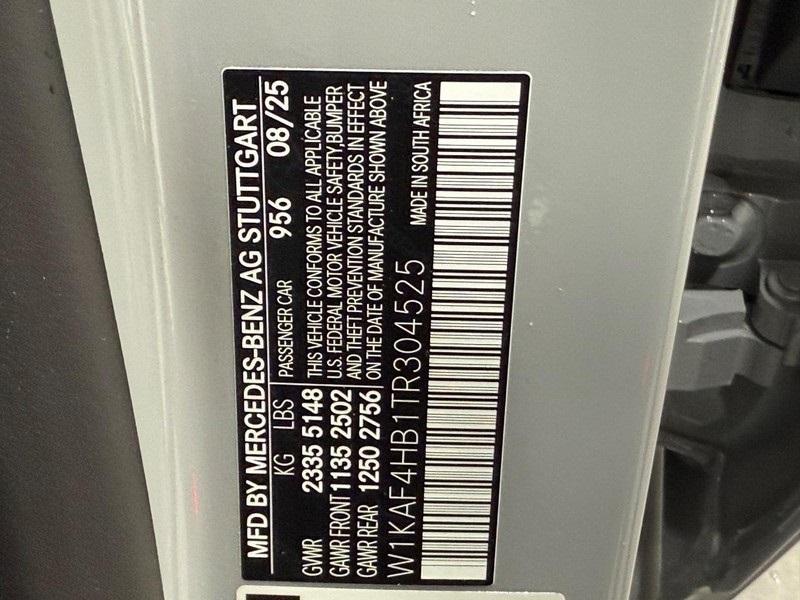 MFD BY MERCEDES-BENZ AG STUTTGART
KG LBS PASSENGER CAR 956 08/25
GVWR 2335 5148 THIS VEHICLE CONFORMS TO ALL APPLICABLE
GAWR FRONT 1135 2502 U.S. FEDERAL MOTOR VEHICLE SAFETY,BUMPER
GAWR REAR 1250 2756 AND THEFT PREVENTION STANDARDS IN EFFECT
ON THE DATE OF MANUFACTURE SHOWN ABOVE
W1KAF4HB1TR304525 MADE IN SOUTH AFRICA